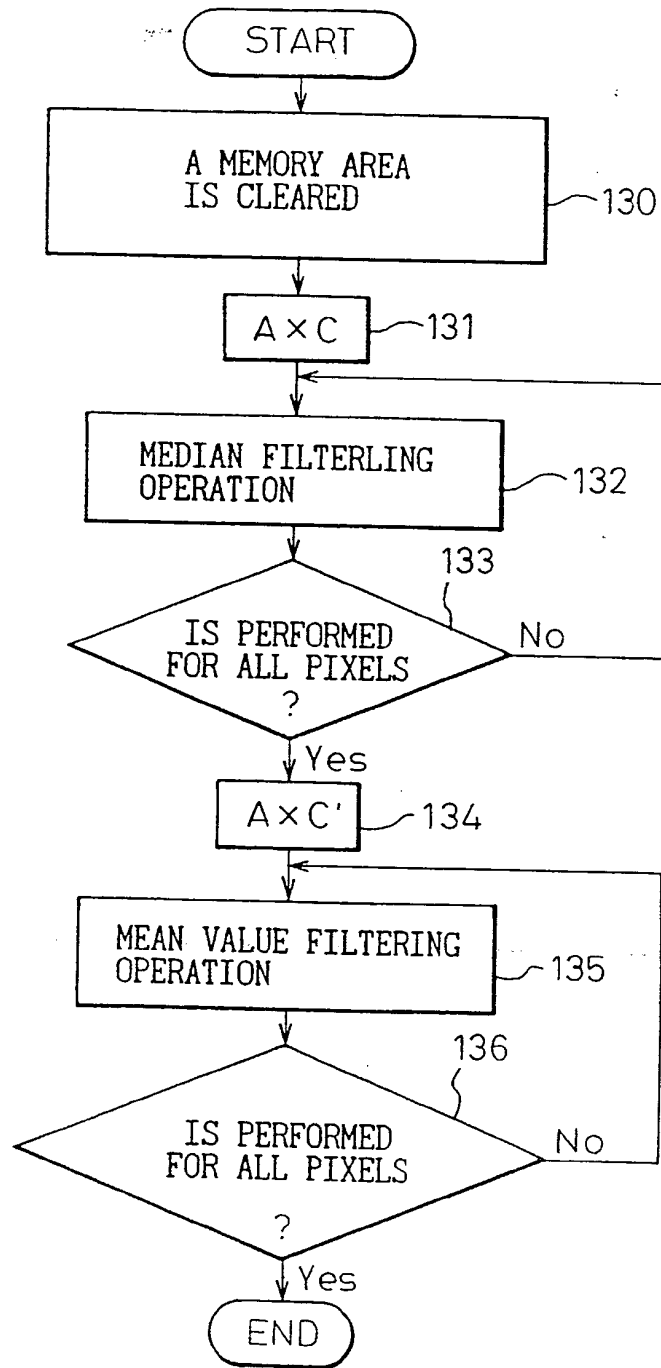 START
A MEMORY AREA
IS CLEARED
130
A×C
131
MEDIAN FILTERLING
OPERATION
132
133
IS PERFORMED
FOR ALL PIXELS
?
No
Yes
A×C'
134
MEAN VALUE FILTERING
OPERATION
135
136
IS PERFORMED
FOR ALL PIXELS
?
No
Yes
END